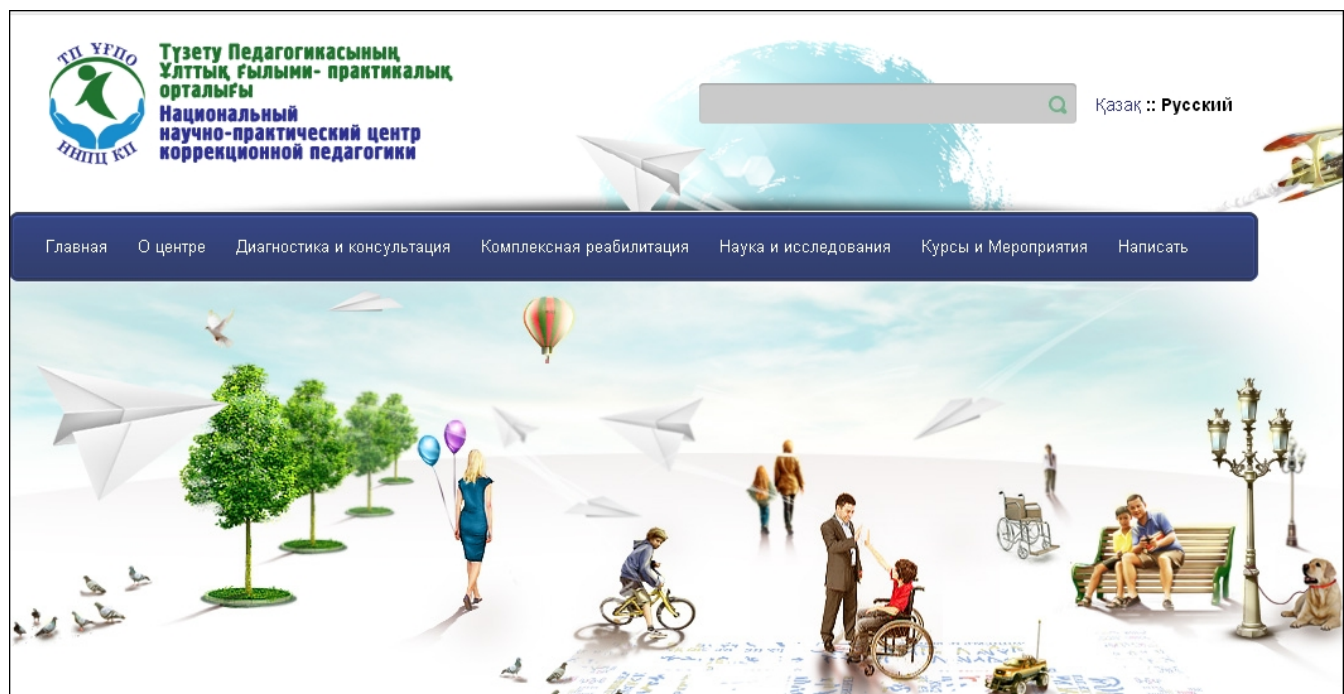 ТП ҰҒПО
ННПЦ КП
Түзету Педагогикасының
Ұлттық ғылыми- практикалық
орталығы
Национальный
научно-практический центр
коррекционной педагогики
Қазақ :: Русский
Главная О центре Диагностика и консультация Комплексная реабилитация Наука и исследования Курсы и Мероприятия Написать